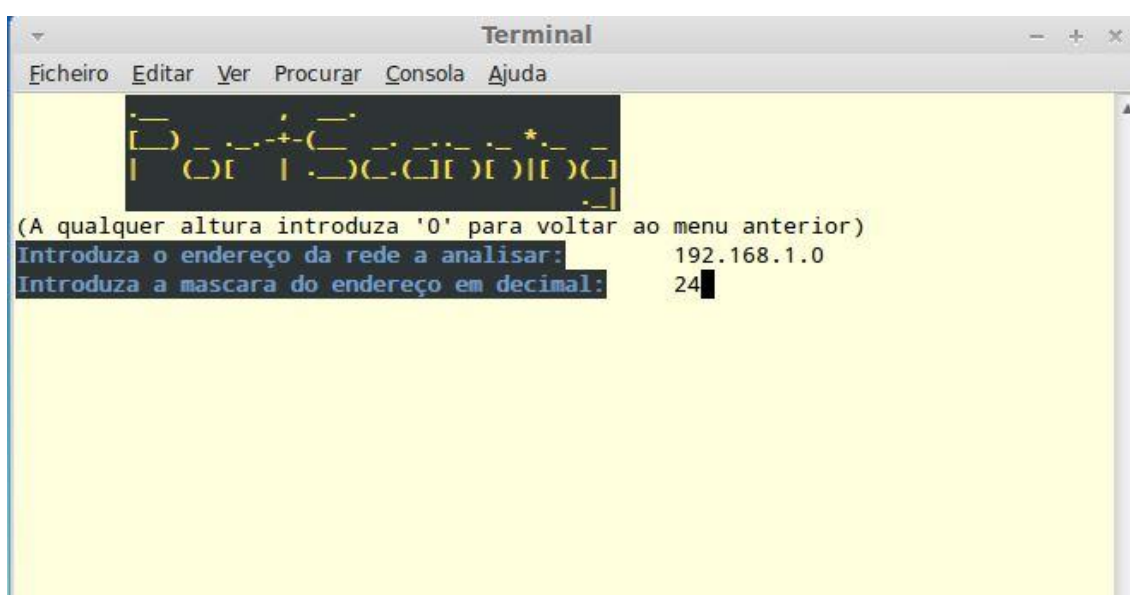 Terminal
Ficheiro Editar Ver Procurar Consola Ajuda
PortScanning
(A qualquer altura introduza '0' para voltar ao menu anterior)
Introduza o endereço da rede a analisar: 192.168.1.0
Introduza a mascara do endereço em decimal: 24